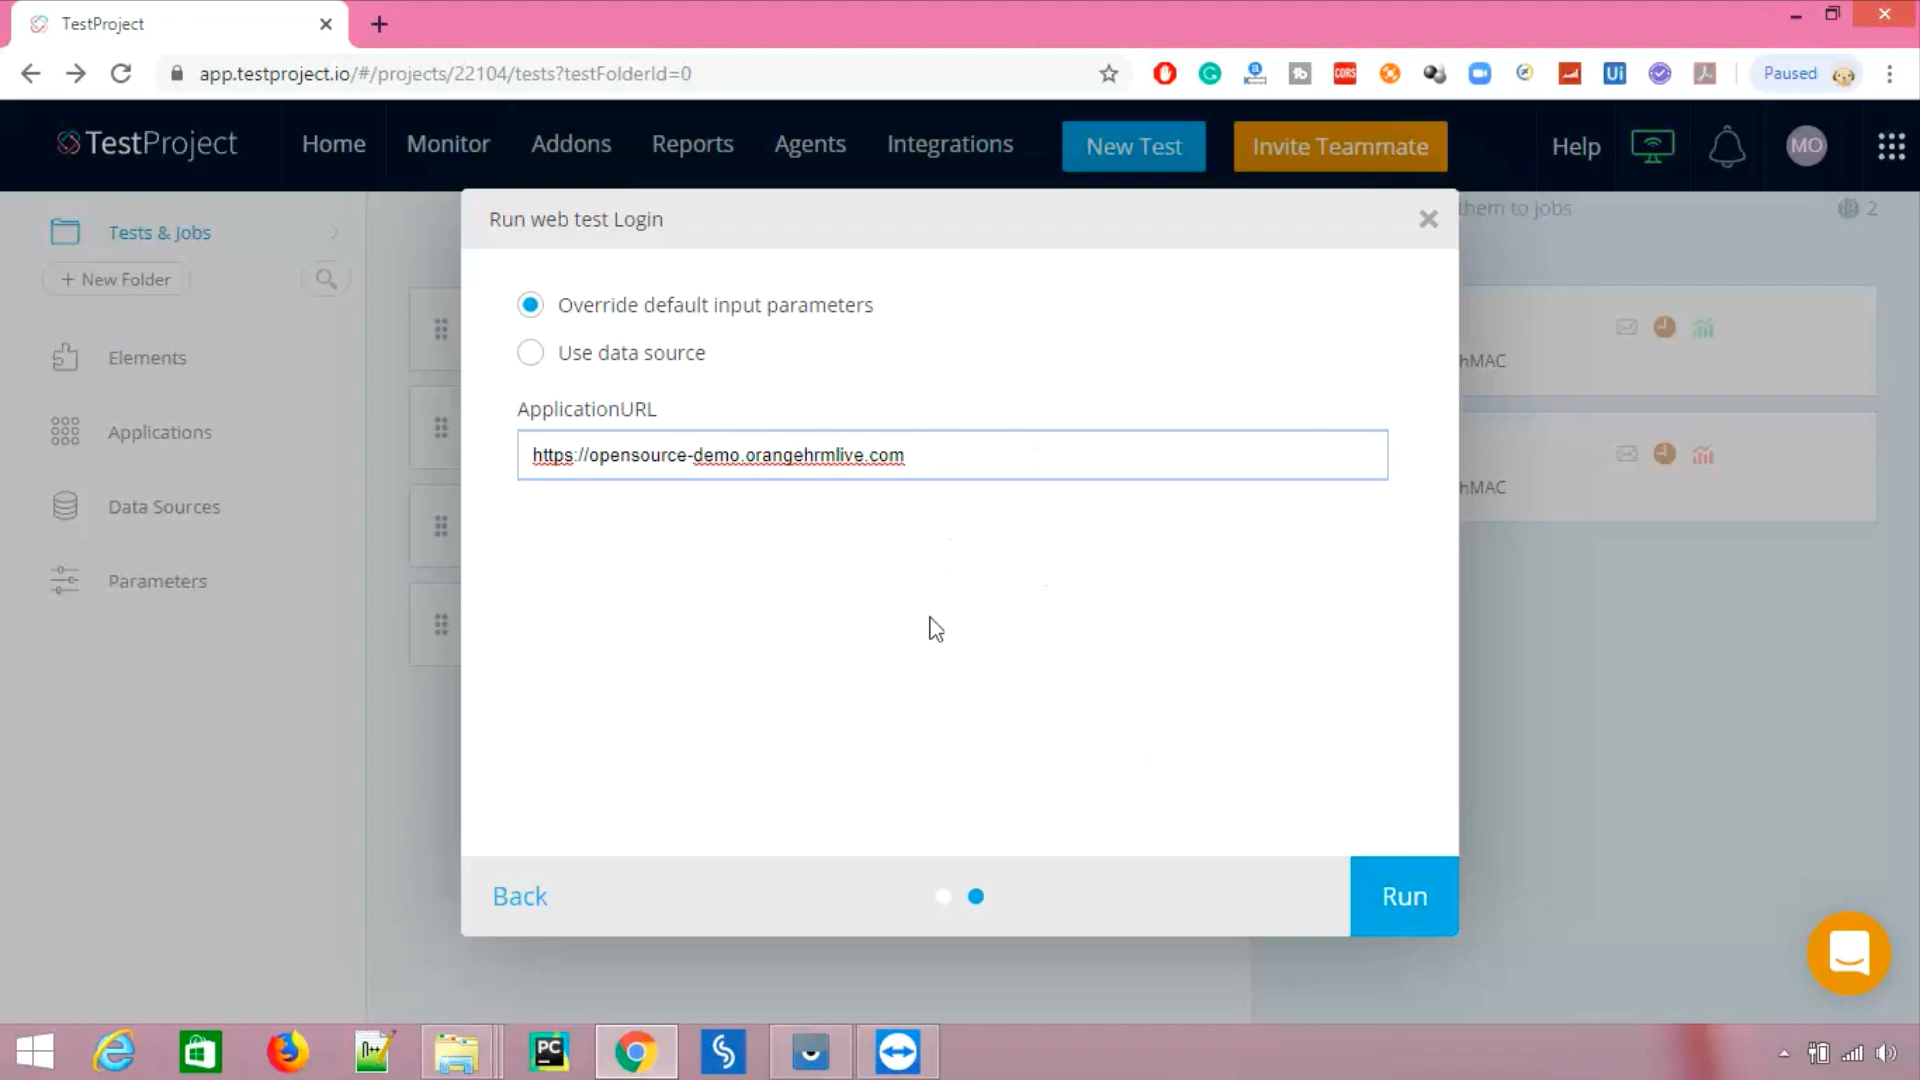 TestProject
app.testproject.io/#/projects/22104/tests?testFolderId=0
CORS
Ui
Paused
TestProject
Home
Monitor
Addons
Reports
Agents
Integrations
New Test
Invite Teammate
Help
MO
Tests & Jobs
+ New Folder
Elements
Applications
Data Sources
Parameters
them to jobs
2
hMAC
hMAC
Run web test Login
Override default input parameters
Use data source
ApplicationURL
https://opensource-demo.orangehrmlive.com
Back
Run
PC